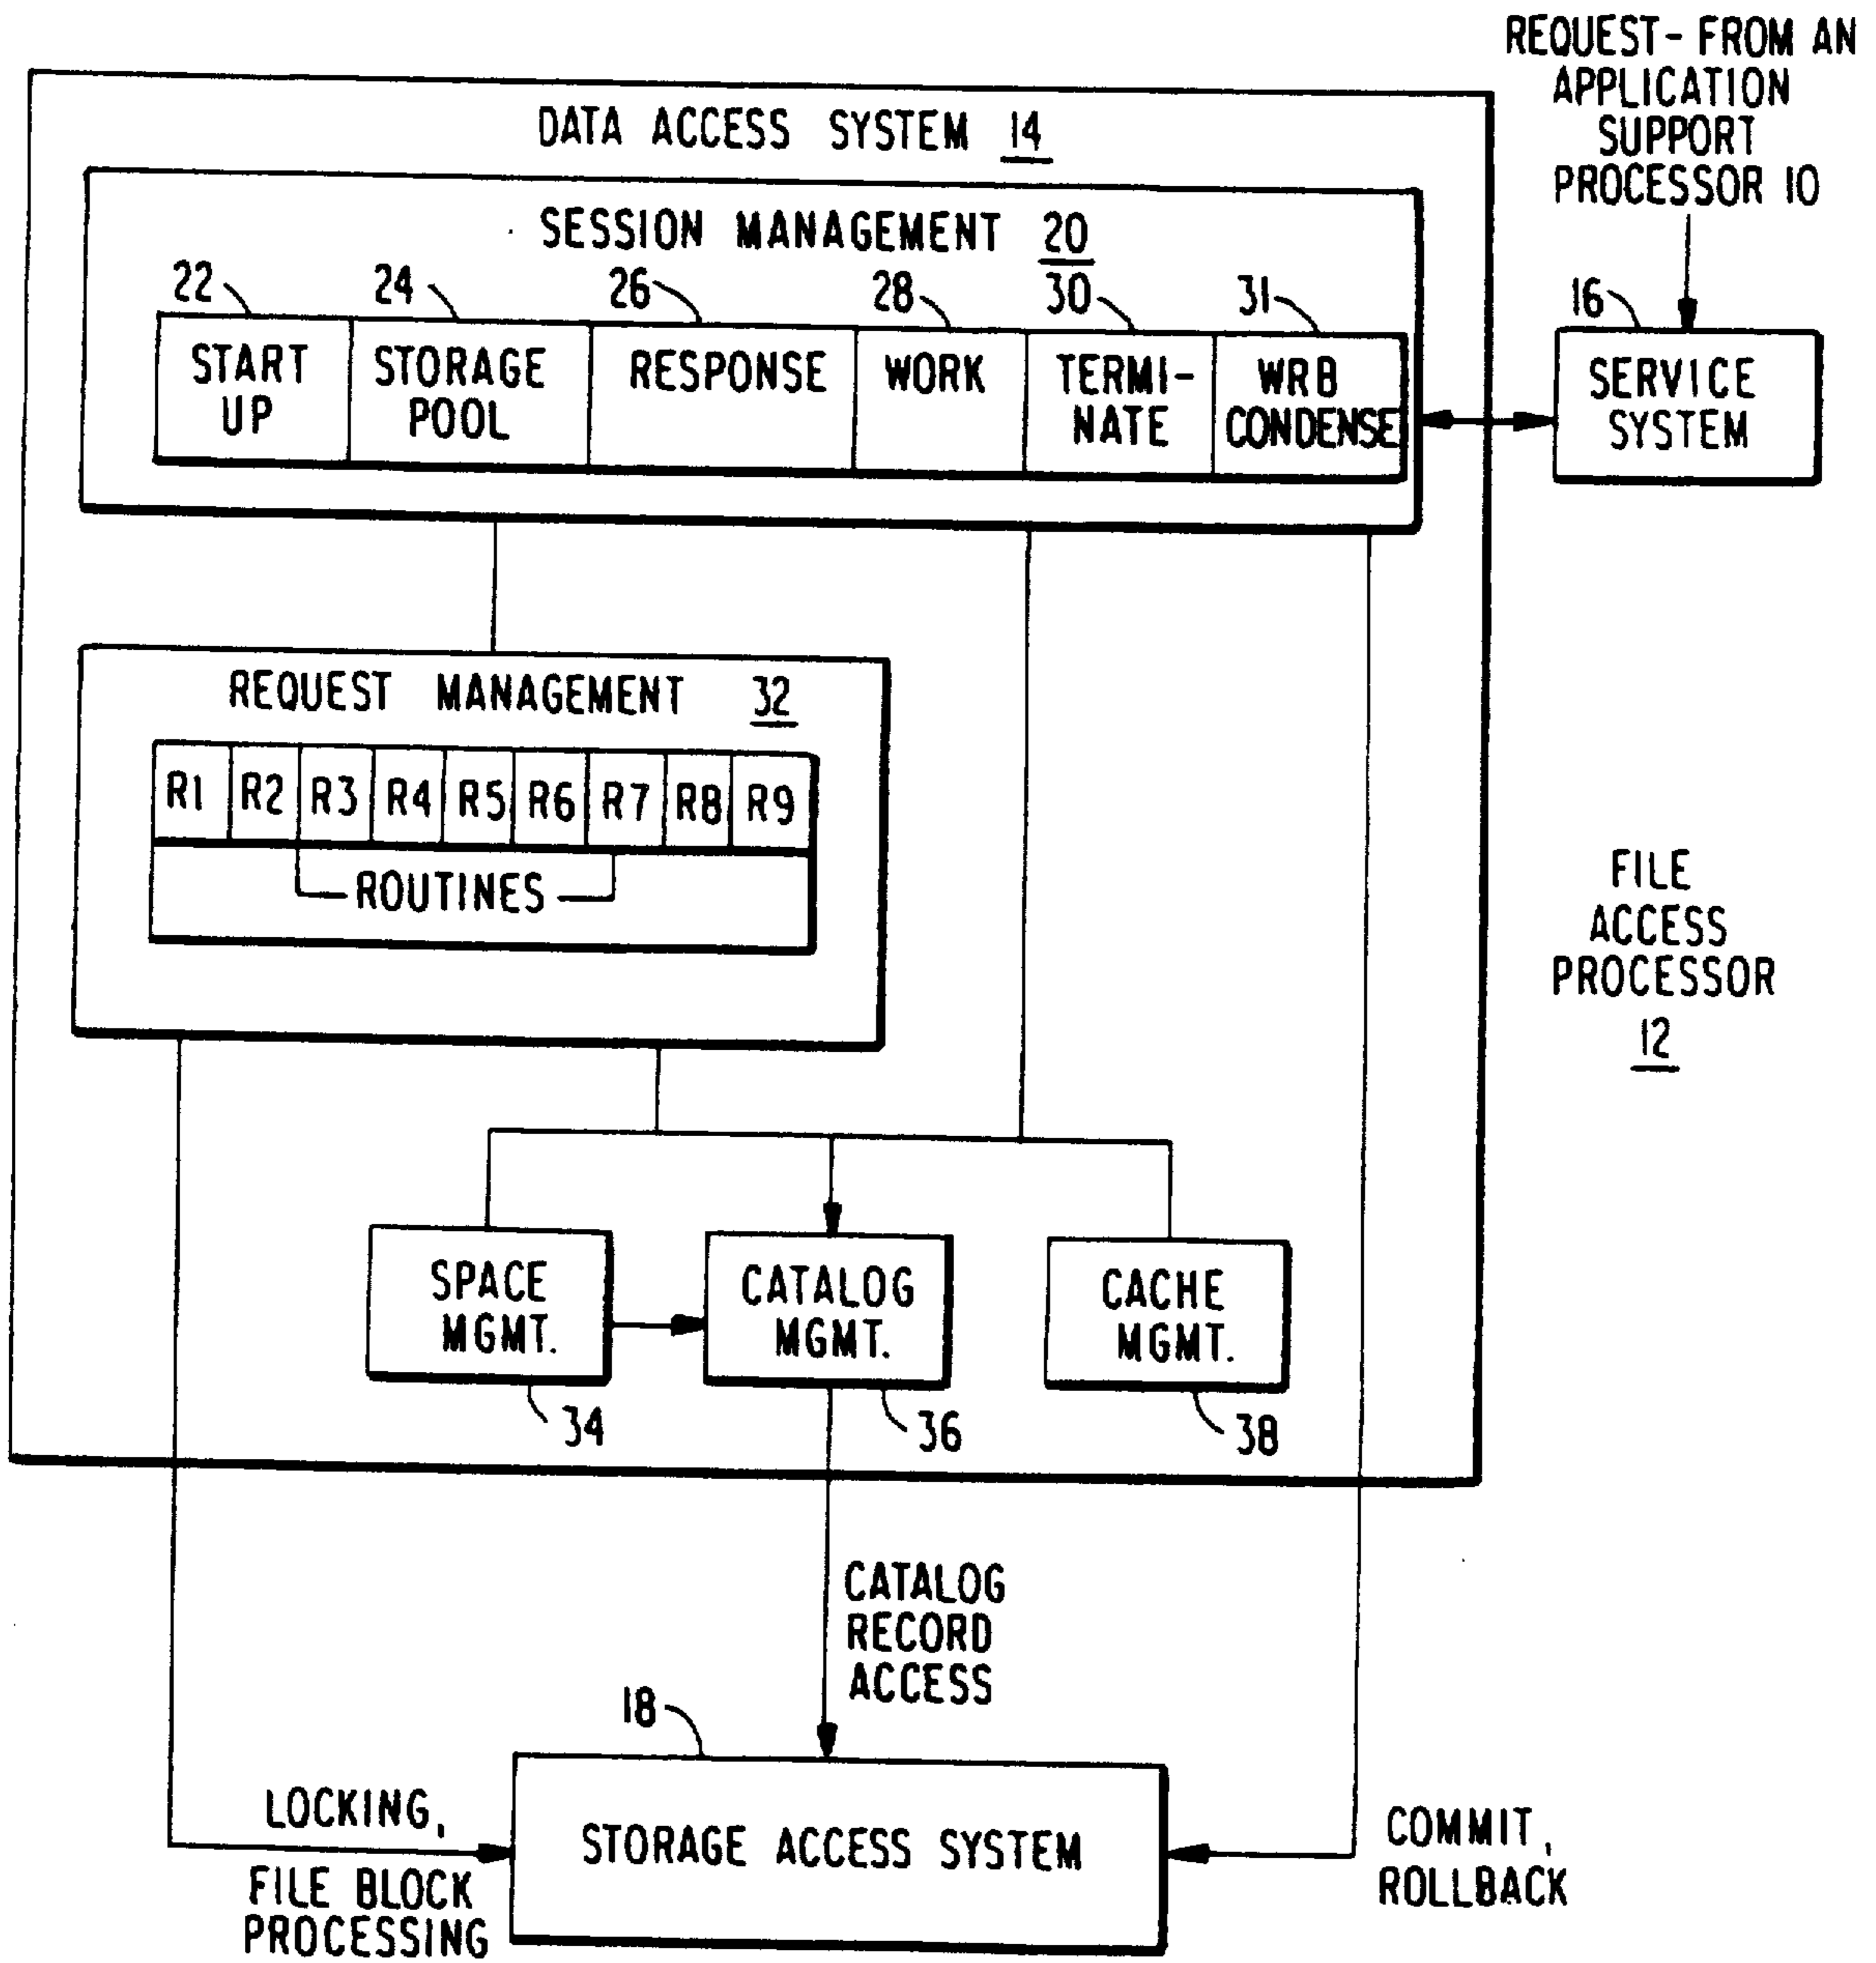 REQUEST- FROM AN
APPLICATION
SUPPORT
PROCESSOR 10
DATA ACCESS SYSTEM 14
SESSION MANAGEMENT 20
22
24
26
28
30
31
16
START
UP
STORAGE
POOL
RESPONSE
WORK
TERMI-
NATE
WRB
CONDENSE
SERVICE
SYSTEM
REQUEST MANAGEMENT 32
R1 R2 R3 R4 R5 R6 R7 R8 R9
ROUTINES
FILE
ACCESS
PROCESSOR
12
SPACE
MGMT.
CATALOG
MGMT.
CACHE
MGMT.
34
36
38
CATALOG
RECORD
ACCESS
18
LOCKING,
FILE BLOCK
PROCESSING
STORAGE ACCESS SYSTEM
COMMIT,
ROLLBACK